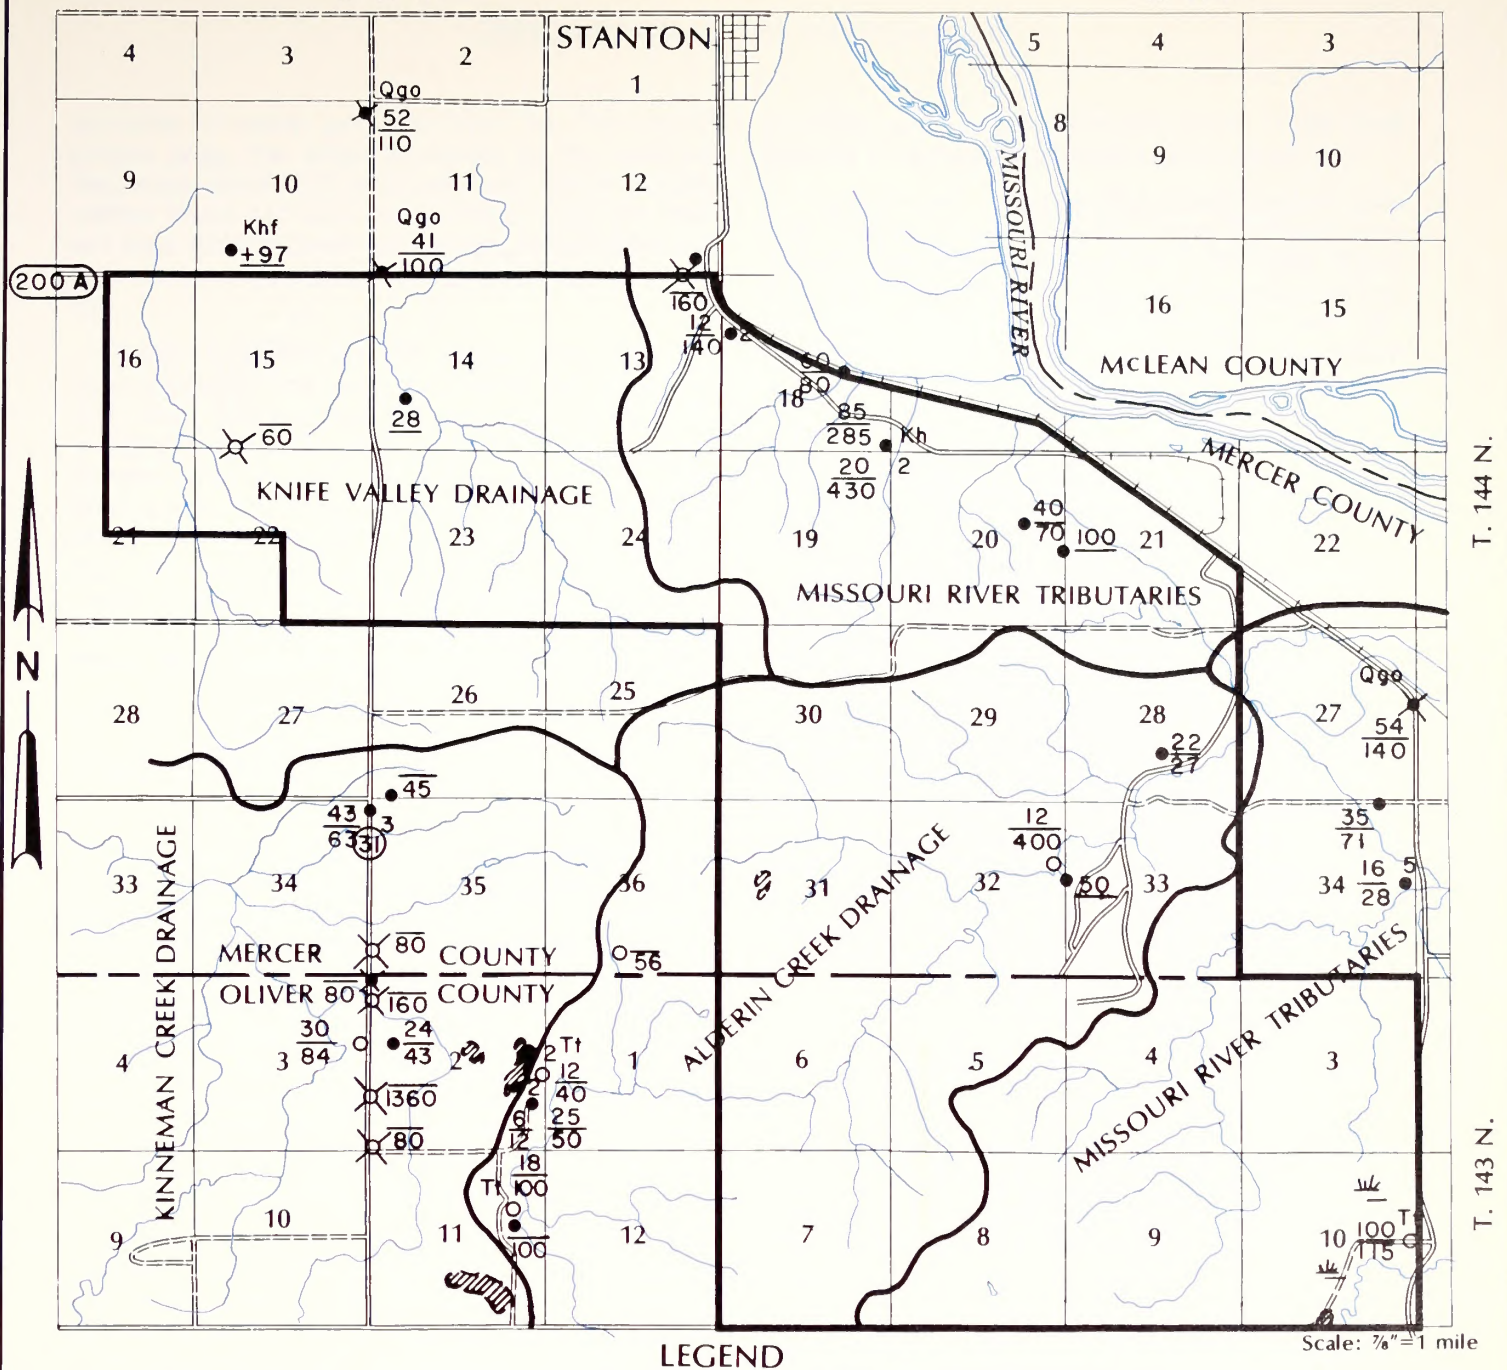 STANTON
4 3 2 1 5 4 3
Qgo
52
110
8
9 10 11 12 9 10
MISSOURI RIVER
Khf
+97
Qgo
41
100
200 A
160
12
140
2
16 15
16 15 14 13
60
80
18
McLEAN COUNTY
MISSOURI RIVER
28
60
85
285
Kh
20
430
2
MERCER COUNTY
T. 144 N.
KNIFE VALLEY DRAINAGE
40
70
100
21 22 23 24 19 20 21 22
MISSOURI RIVER TRIBUTARIES
N
28 27 26 25 30 29 28 27
Qgo
54
140
22
27
45
43
63
3
31
12
400
50
35
71
5
16
28
33 34 35 36 31 32 33 34
KINNEMAN CREEK DRAINAGE
ALDERIN CREEK DRAINAGE
80
56
MERCER COUNTY
OLIVER COUNTY
80
160
30
84
24
43
4 3 2 1 6 5 4 3
2 Tt
12
40
1360
2
6
12
25
50
80
MISSOURI RIVER TRIBUTARIES
T. 143 N.
18
100
Tt
100
9 10 11 12 7 8 9 10
T
100
115
Scale: 7/8"=1 mile
LEGEND